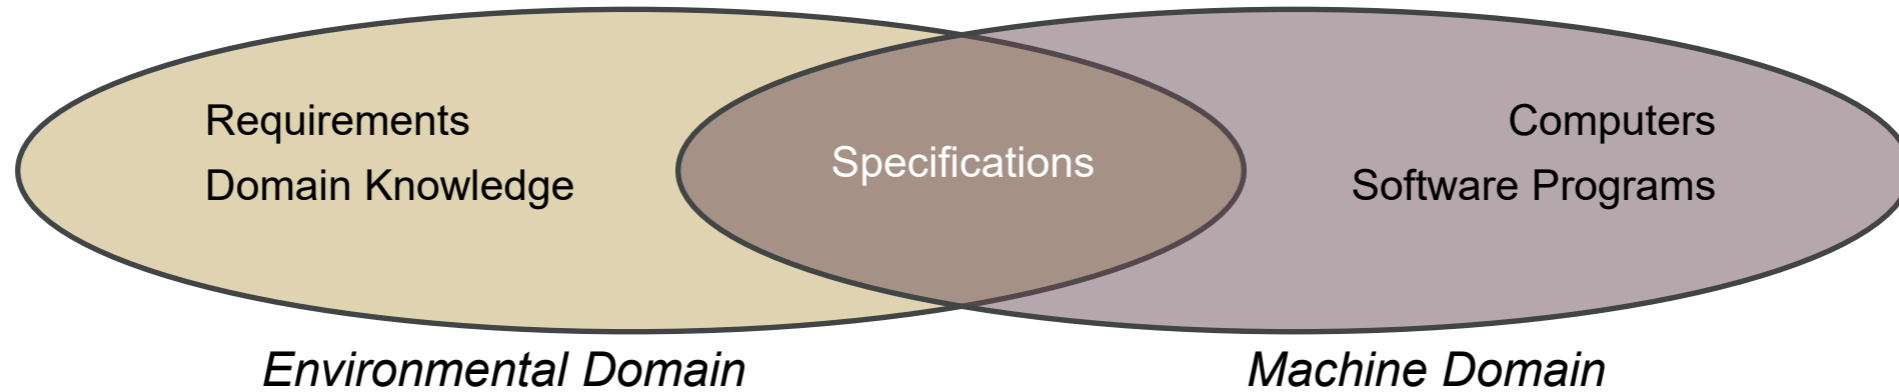 Requirements
Domain Knowledge
Specifications
Computers
Software Programs
Environmental Domain
Machine Domain